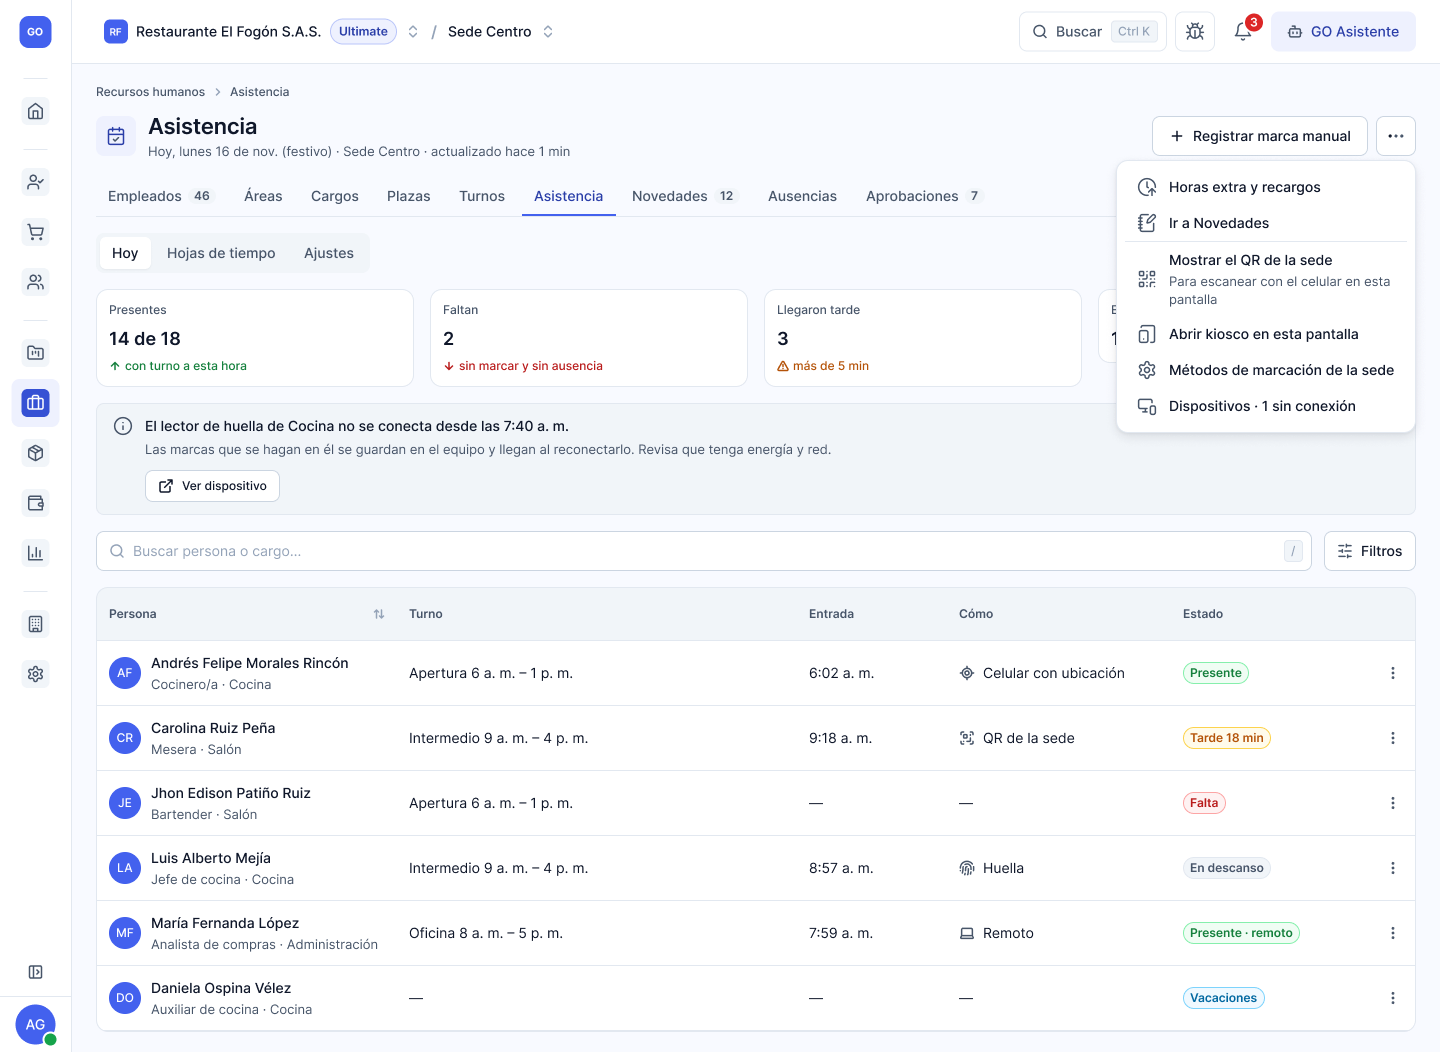 GO
RF Restaurante El Fogón S.A.S. Ultimate / Sede Centro
Buscar Ctrl K
3
GO Asistente
Recursos humanos > Asistencia
Asistencia
Hoy, lunes 16 de nov. (festivo) · Sede Centro · actualizado hace 1 min
Registrar marca manual
Empleados 46 Áreas Cargos Plazas Turnos Asistencia Novedades 12 Ausencias Aprobaciones 7
Horas extra y recargos
Ir a Novedades
Mostrar el QR de la sede
Para escanear con el celular en esta
pantalla
Abrir kiosco en esta pantalla
Métodos de marcación de la sede
Dispositivos · 1 sin conexión
Hoy Hojas de tiempo Ajustes
Presentes
14 de 18
con turno a esta hora
Faltan
2
sin marcar y sin ausencia
Llegaron tarde
3
más de 5 min
El lector de huella de Cocina no se conecta desde las 7:40 a. m.
Las marcas que se hagan en él se guardan en el equipo y llegan al reconectarlo. Revisa que tenga energía y red.
Ver dispositivo
Buscar persona o cargo... /
Filtros
Persona Turno Entrada Cómo Estado
AF Andrés Felipe Morales Rincón
Cocinero/a · Cocina
Apertura 6 a. m. – 1 p. m. 6:02 a. m. Celular con ubicación Presente
CR Carolina Ruiz Peña
Mesera · Salón
Intermedio 9 a. m. – 4 p. m. 9:18 a. m. QR de la sede Tarde 18 min
JE Jhon Edison Patiño Ruiz
Bartender · Salón
Apertura 6 a. m. – 1 p. m. — — Falta
LA Luis Alberto Mejía
Jefe de cocina · Cocina
Intermedio 9 a. m. – 4 p. m. 8:57 a. m. Huella En descanso
MF María Fernanda López
Analista de compras · Administración
Oficina 8 a. m. – 5 p. m. 7:59 a. m. Remoto Presente · remoto
DO Daniela Ospina Vélez
Auxiliar de cocina · Cocina
— — — Vacaciones
AG